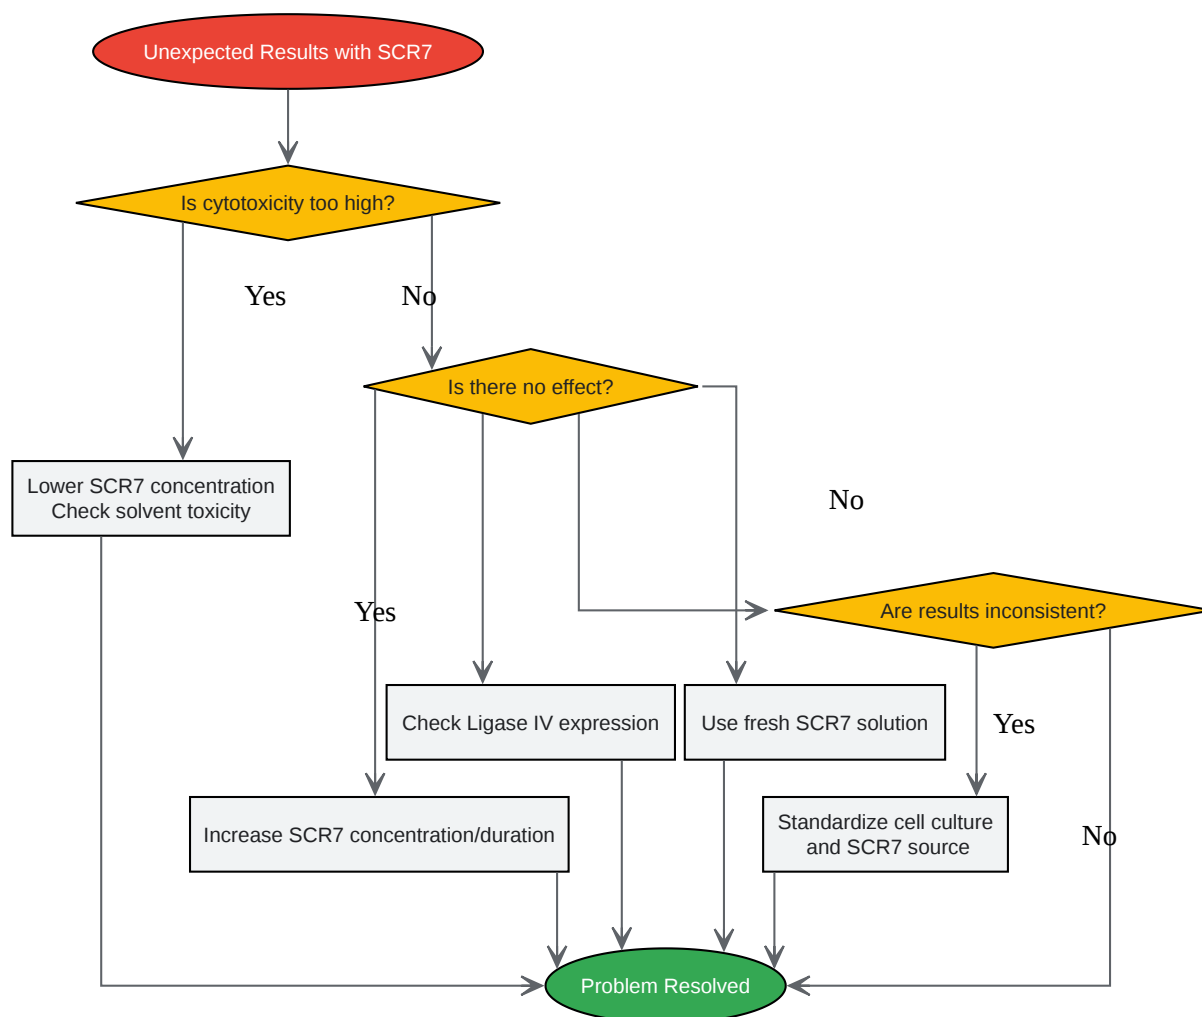 Unexpected Results with SCR7
Is cytotoxicity too high?
Yes
No
Is there no effect?
Lower SCR7 concentration
Check solvent toxicity
No
Yes
Are results inconsistent?
Check Ligase IV expression
Use fresh SCR7 solution
Yes
Increase SCR7 concentration/duration
Standardize cell culture
and SCR7 source
No
Problem Resolved